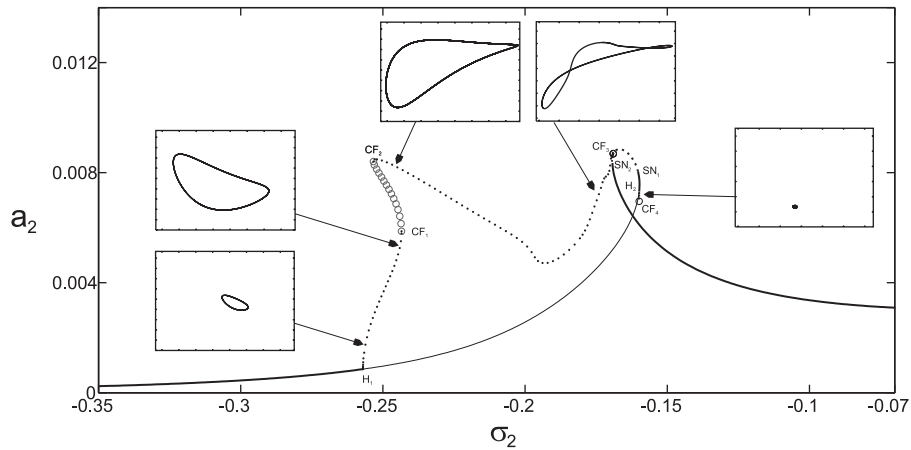 0.012
0.008
0.004
0
a₂
CF₂
CF₁
H₁
CF₃
SN₂
SN₁
H₂
CF₄
-0.35
-0.3
-0.25
-0.2
-0.15
-0.1
-0.07
σ₂